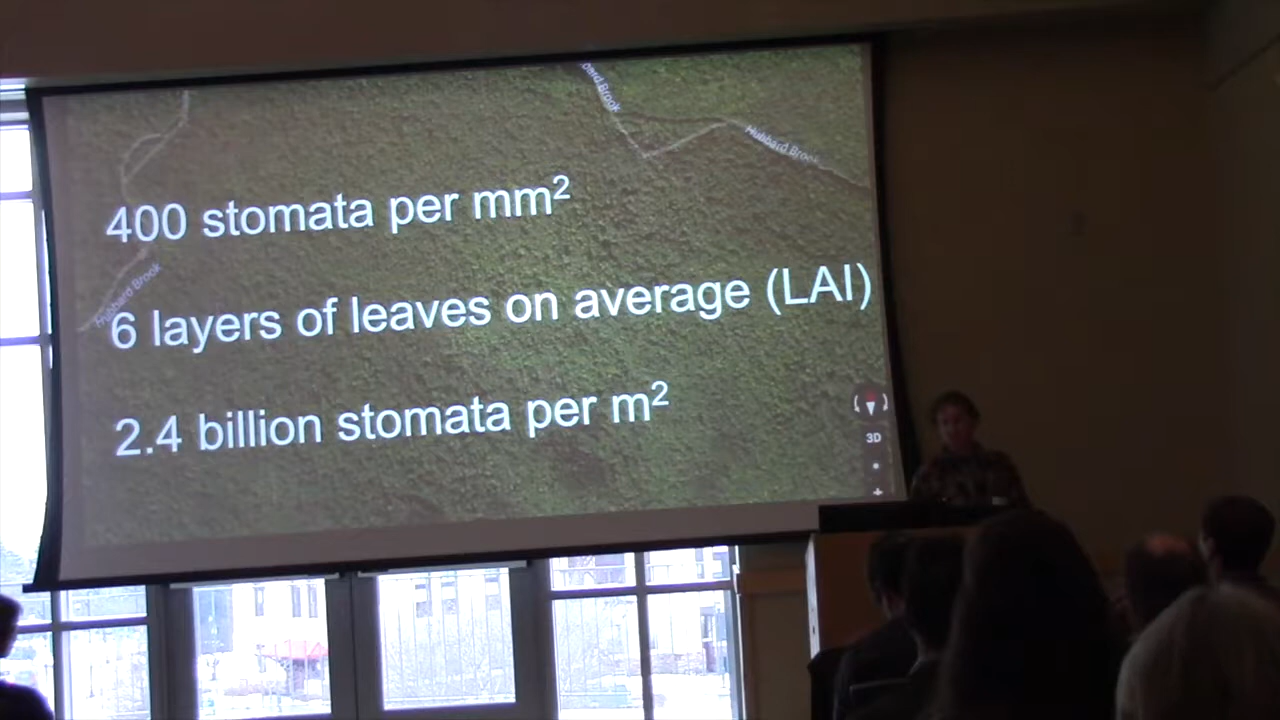 bard Brook
Hubbard Brook
400 stomata per mm²
Hubbard Brook
6 layers of leaves on average (LAI)
2.4 billion stomata per m²
3D